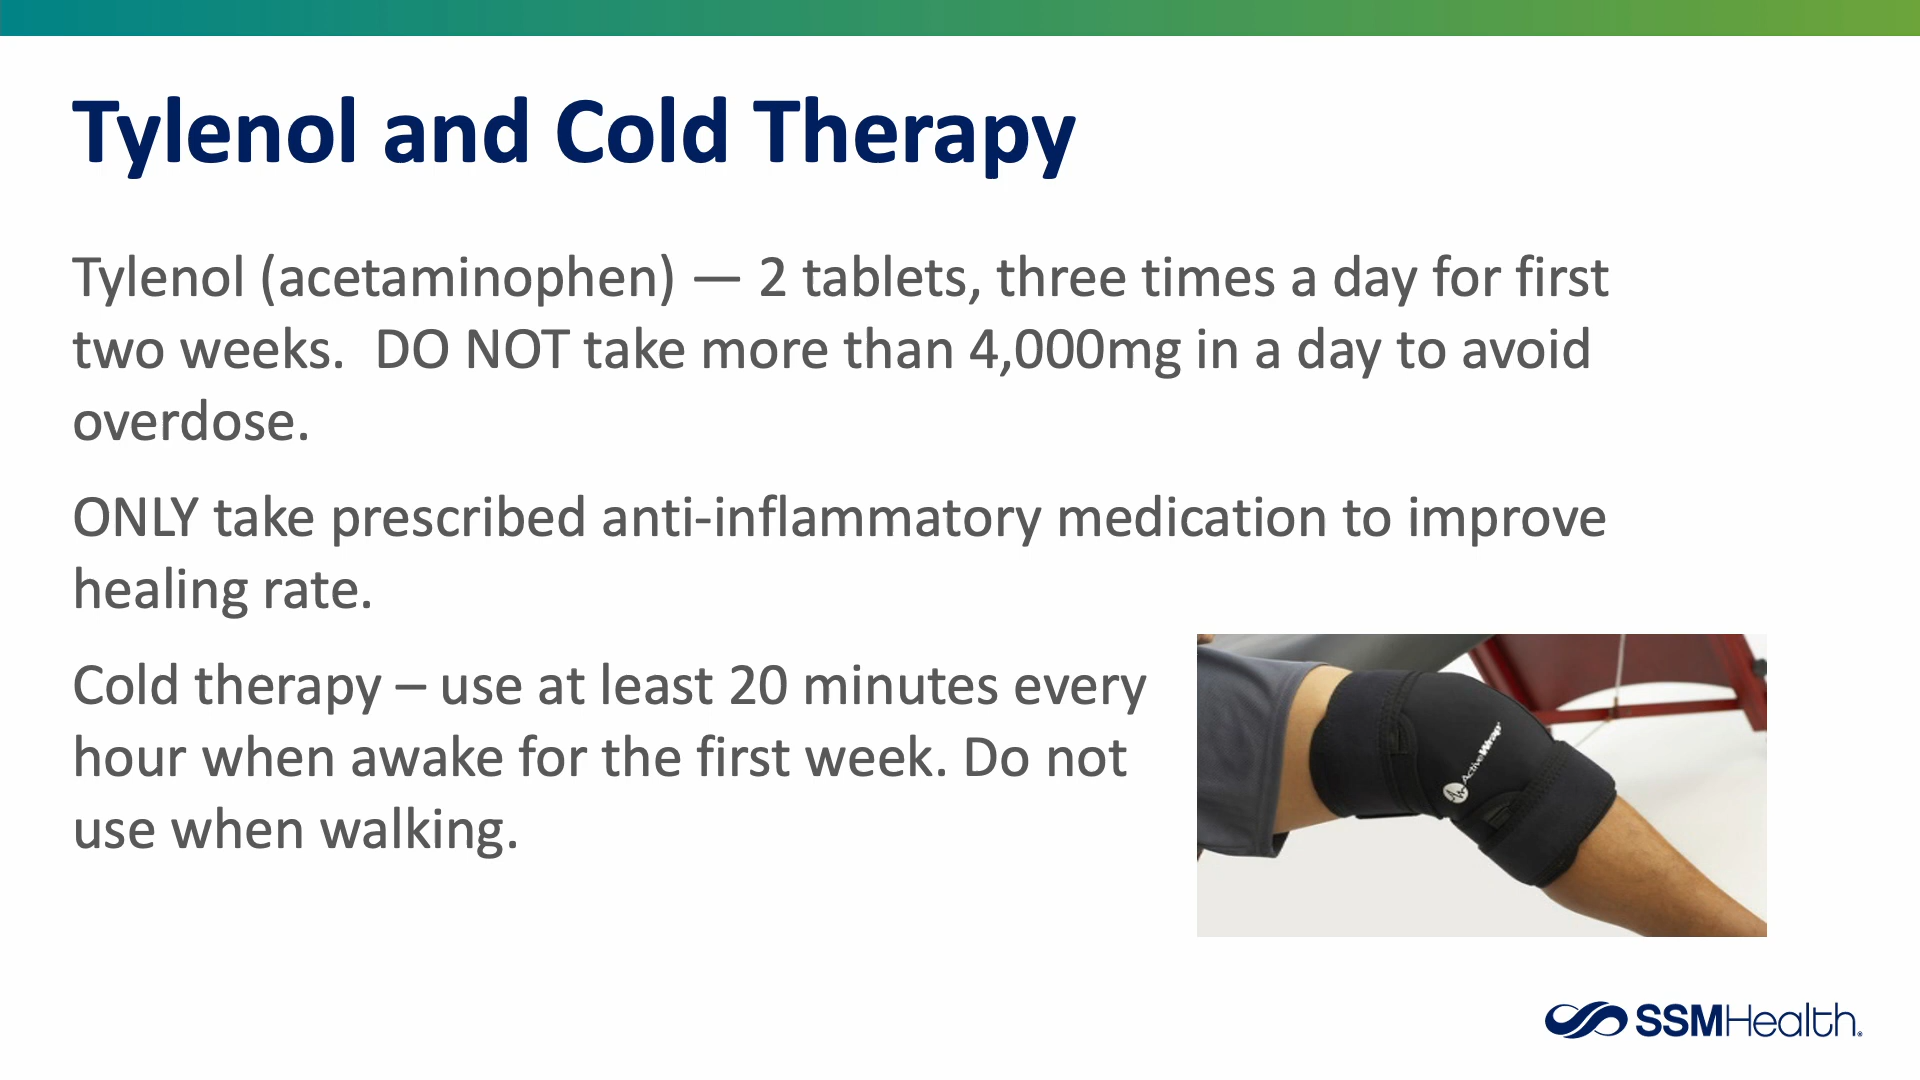 Tylenol and Cold Therapy
Tylenol (acetaminophen) — 2 tablets, three times a day for first
two weeks.  DO NOT take more than 4,000mg in a day to avoid
overdose.
ONLY take prescribed anti-inflammatory medication to improve
healing rate.
Cold therapy – use at least 20 minutes every
hour when awake for the first week. Do not
use when walking.
ActiveWrap
SSMHealth.